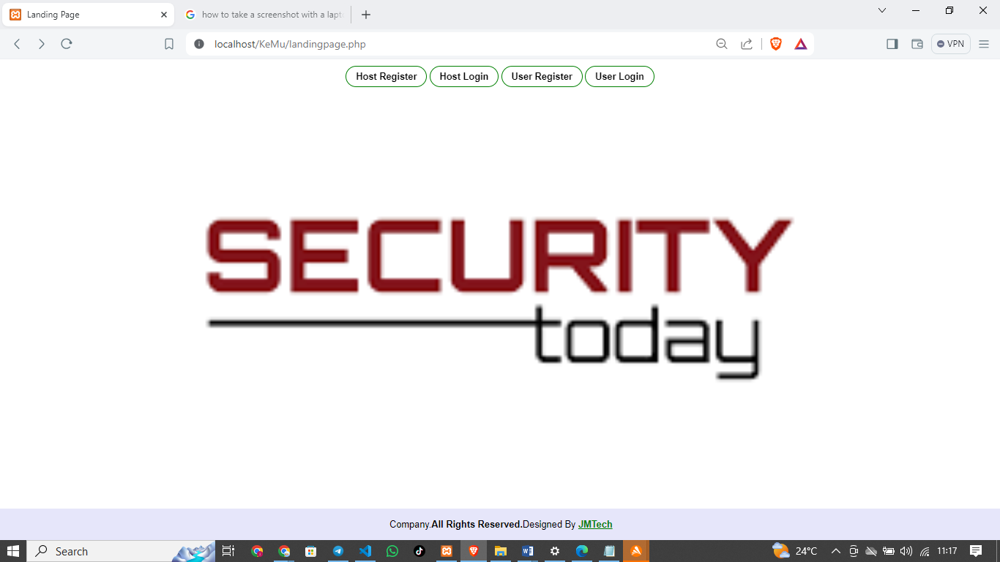 Landing Page
how to take a screenshot with a lapt
localhost/KeMu/landingpage.php
VPN
Host Register Host Login User Register User Login
SECURITY
today
Company.All Rights Reserved.Designed By JMTech
Search
24°C
11:17